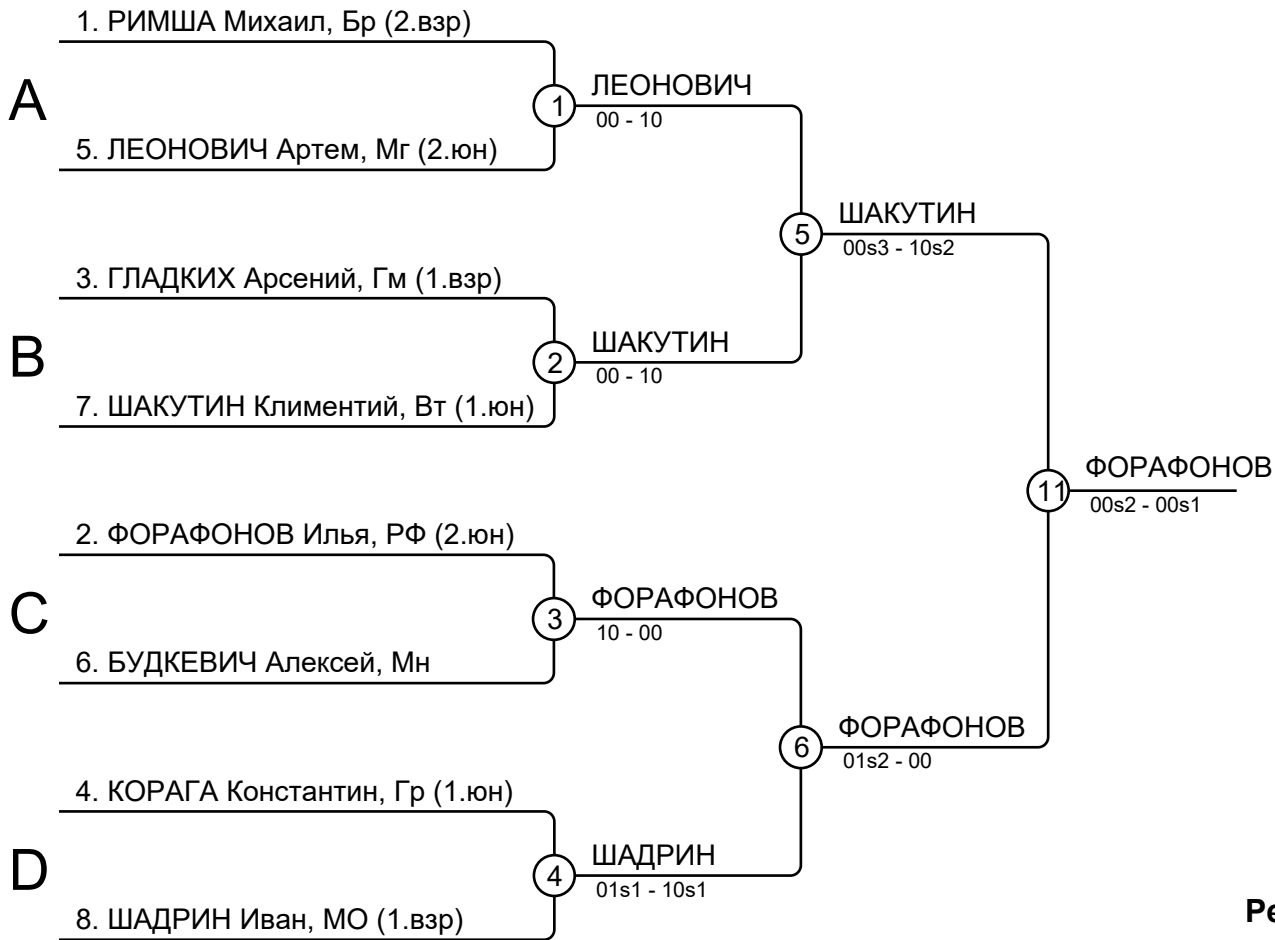 1. РИМША Михаил, Бр (2.взр)
A
1
ЛЕОНОВИЧ
00 - 10
5. ЛЕОНОВИЧ Артем, Мг (2.юн)
5
ШАКУТИН
00s3 - 10s2
3. ГЛАДКИХ Арсений, Гм (1.взр)
B
2
ШАКУТИН
00 - 10
7. ШАКУТИН Климентий, Вт (1.юн)
11
ФОРАФОНОВ
00s2 - 00s1
2. ФОРАФОНОВ Илья, РФ (2.юн)
C
3
ФОРАФОНОВ
10 - 00
6. БУДКЕВИЧ Алексей, Мн
6
ФОРАФОНОВ
01s2 - 00
4. КОРАГА Константин, Гр (1.юн)
D
4
ШАДРИН
01s1 - 10s1
8. ШАДРИН Иван, МО (1.взр)
Ре